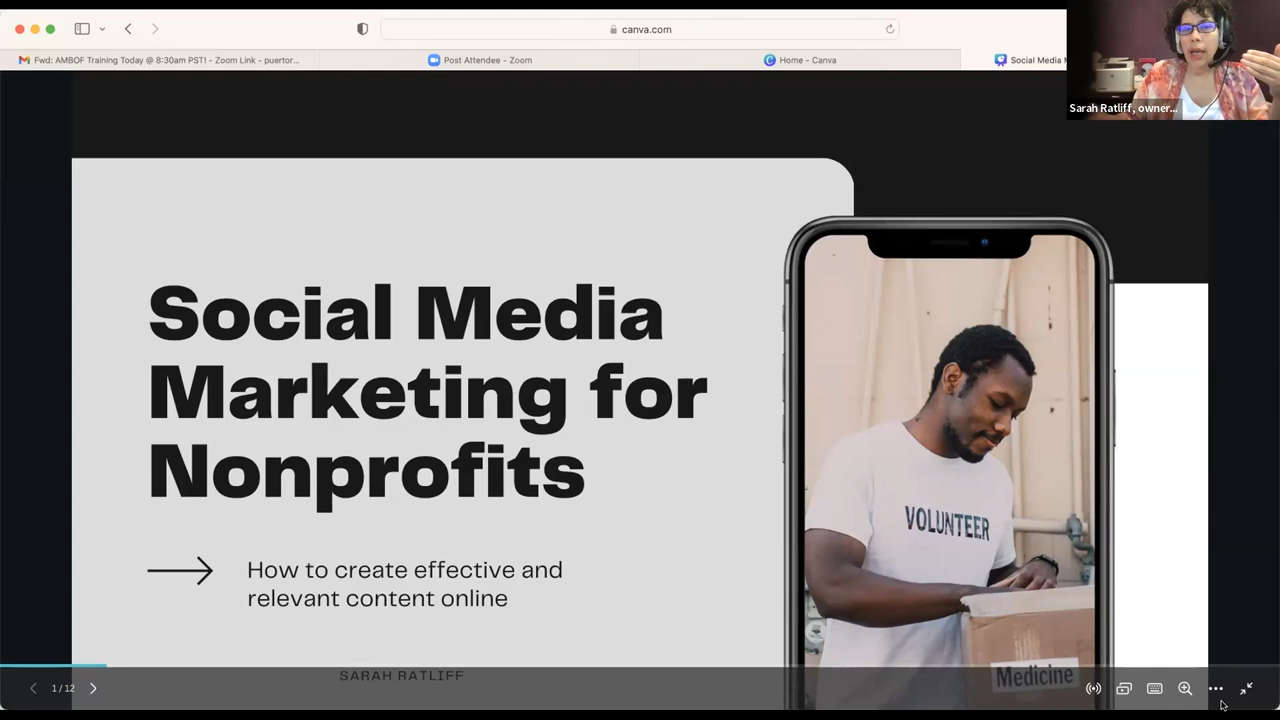 canva.com
Fwd: AMBOF Training Today @ 8:30am PST! - Zoom Link - puertor...
Post Attendee - Zoom
Home - Canva
Social Media M
Sarah Ratliff, owner...
Social Media
Marketing for
Nonprofits
VOLUNTEER
How to create effective and
relevant content online
SARAH RATLIFF
Medicine
1 / 12